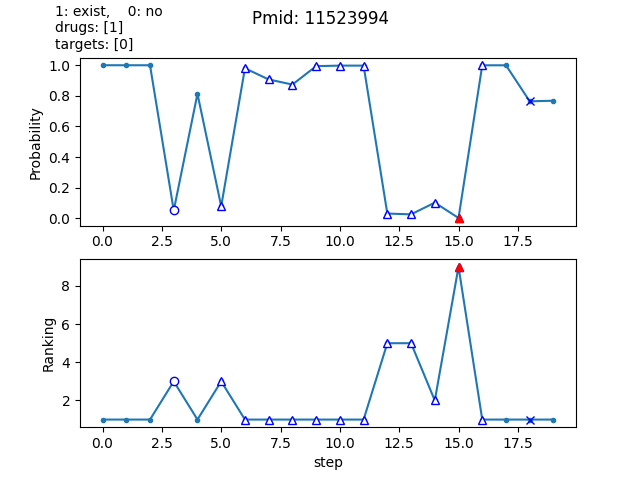 1: exist,    0: no
drugs: [1]
targets: [0]
Pmid: 11523994
1.0
0.8
0.6
0.4
0.2
0.0
Probability
0.0 2.5 5.0 7.5 10.0 12.5 15.0 17.5
8
6
4
2
Ranking
0.0 2.5 5.0 7.5 10.0 12.5 15.0 17.5
step